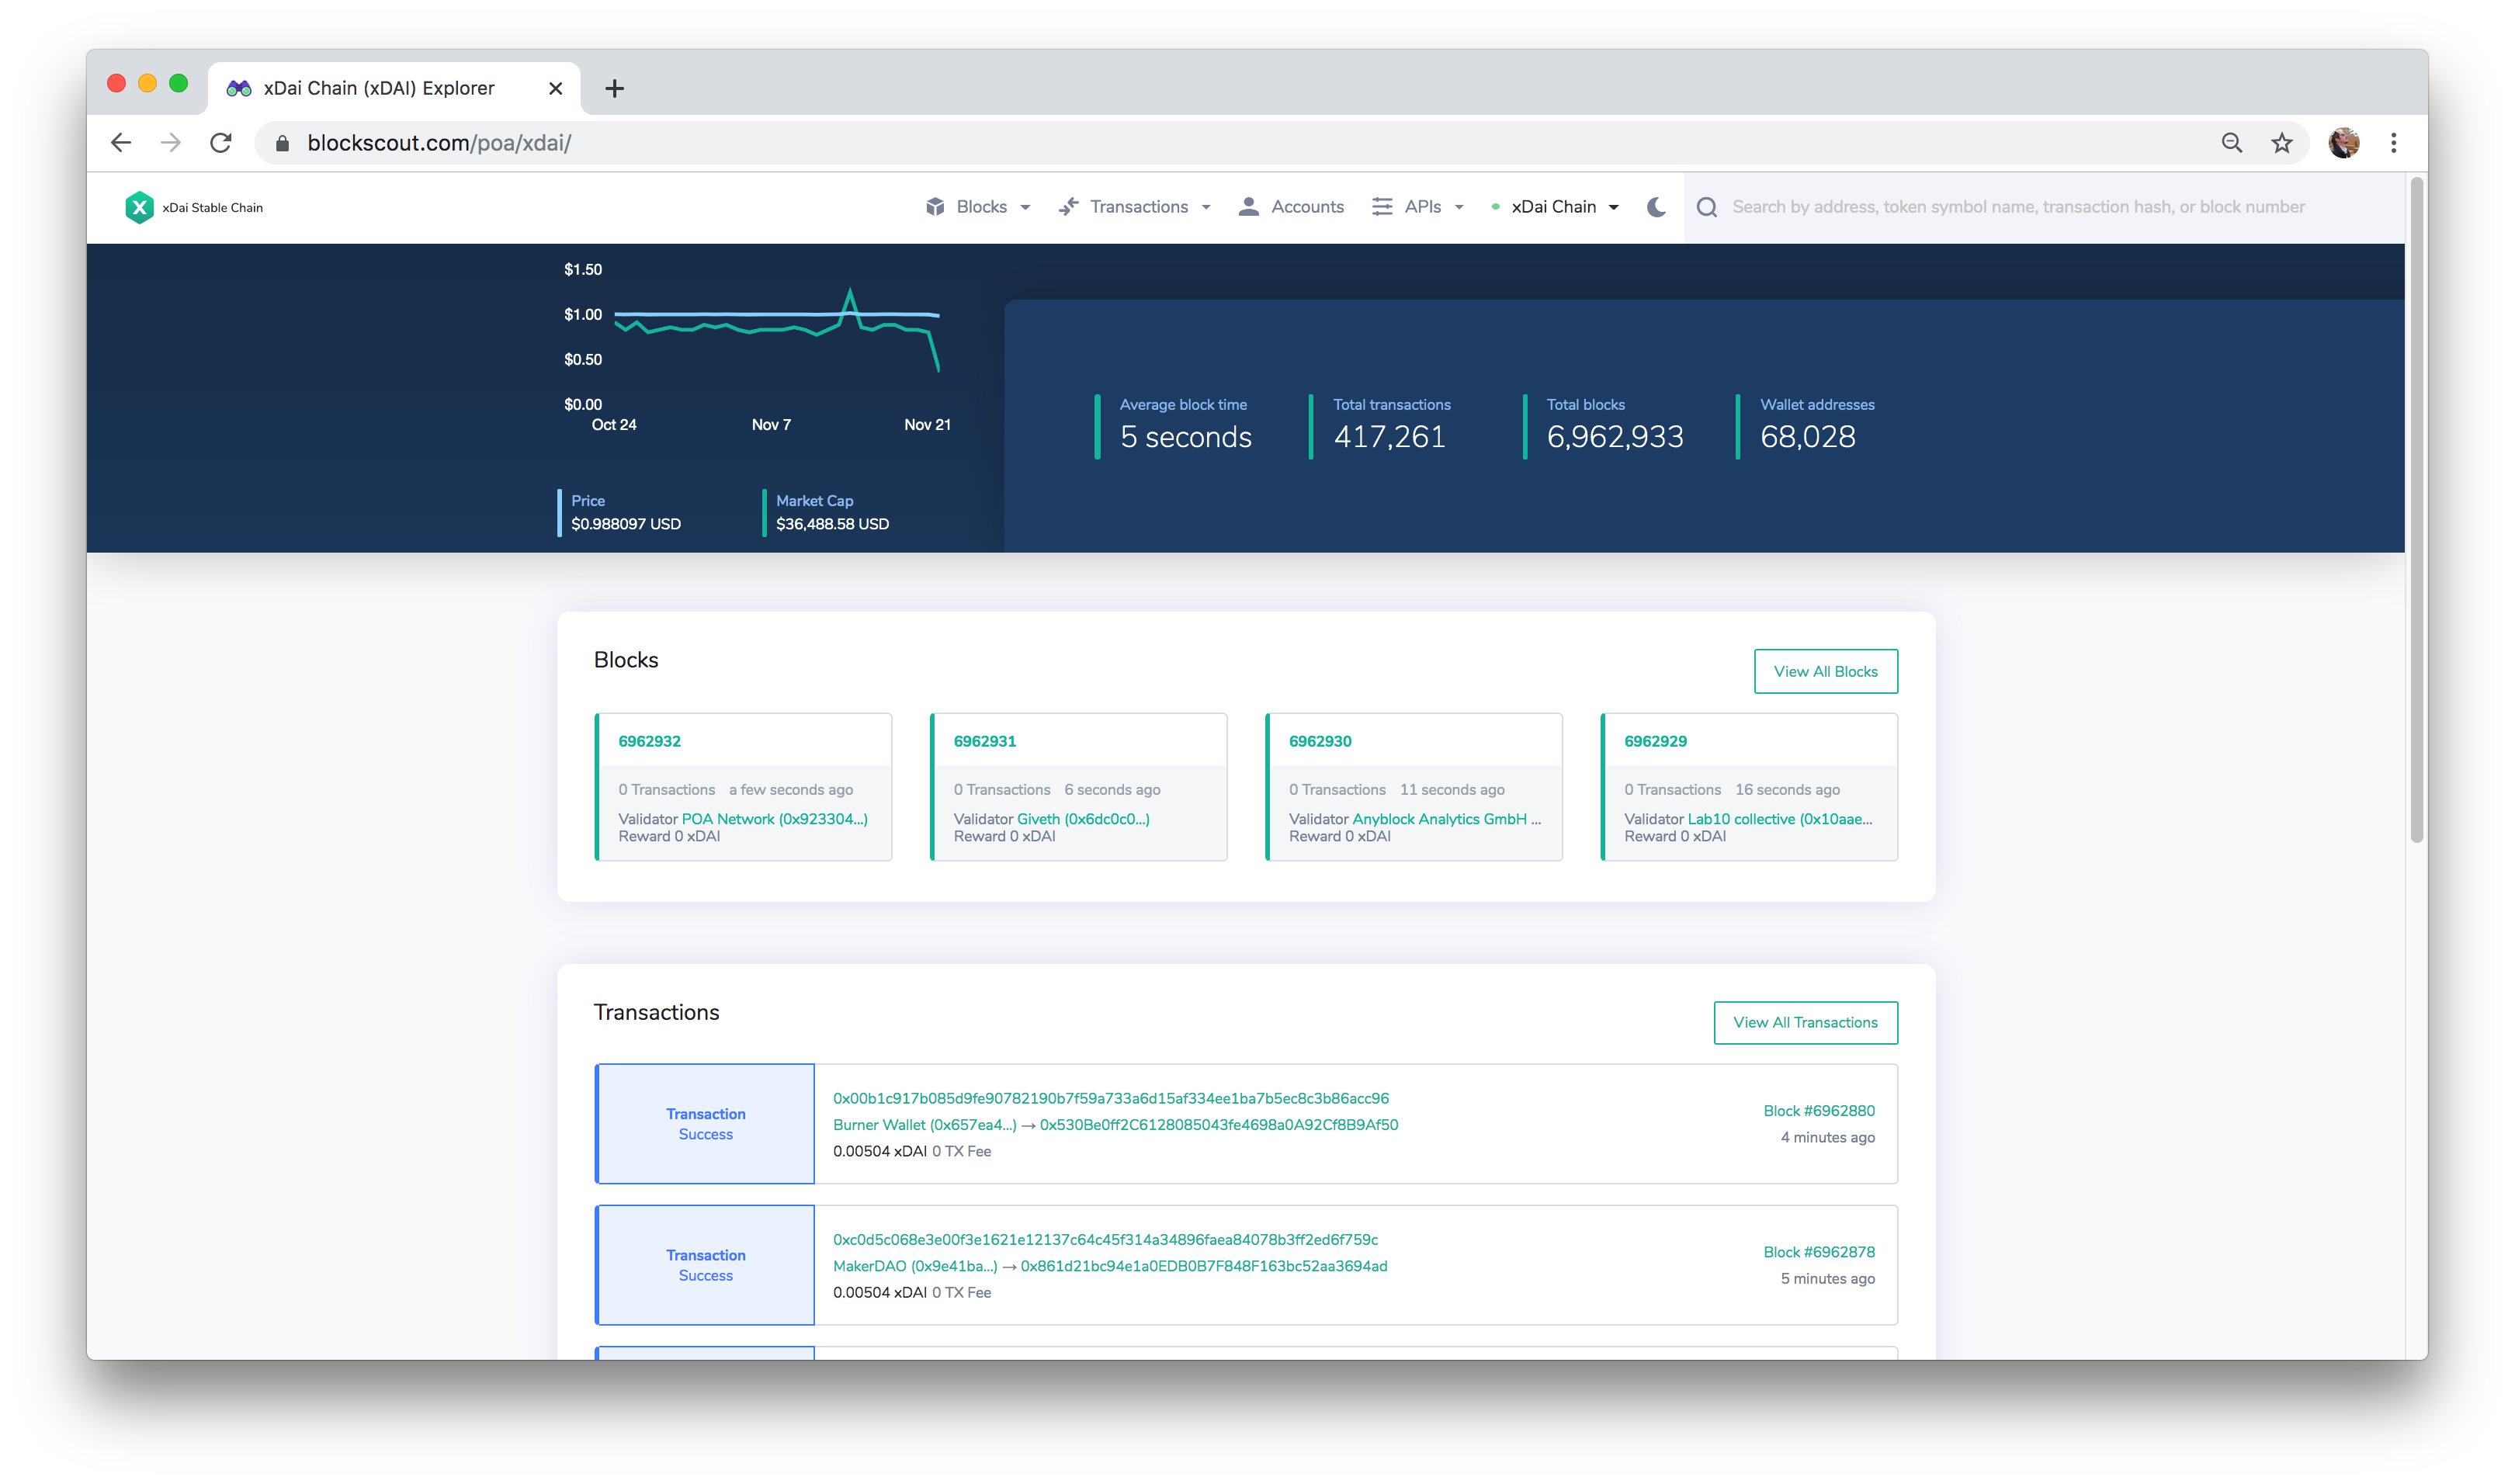 xDai Chain (xDAI) Explorer
blockscout.com/poa/xdai/
xDai Stable Chain
Blocks
Transactions
Accounts
APIs
xDai Chain
Search by address, token symbol name, transaction hash, or block number
$1.50
$1.00
$0.50
$0.00
Oct 24 Nov 7 Nov 21
Price
$0.988097 USD
Market Cap
$36,488.58 USD
Average block time
5 seconds
Total transactions
417,261
Total blocks
6,962,933
Wallet addresses
68,028
Blocks
View All Blocks
6962932
0 Transactions a few seconds ago
Validator POA Network (0x923304...)
Reward 0 xDAI
6962931
0 Transactions 6 seconds ago
Validator Giveth (0x6dc0c0...)
Reward 0 xDAI
6962930
0 Transactions 11 seconds ago
Validator Anyblock Analytics GmbH ...
Reward 0 xDAI
6962929
0 Transactions 16 seconds ago
Validator Lab10 collective (0x10aae...
Reward 0 xDAI
Transactions
View All Transactions
Transaction
Success
0x00b1c917b085d9fe90782190b7f59a733a6d15af334ee1ba7b5ec8c3b86acc96
Burner Wallet (0x657ea4...) → 0x530Be0ff2C6128085043fe4698a0A92Cf8B9Af50
0.00504 xDAI 0 TX Fee
Block #6962880
4 minutes ago
Transaction
Success
0xc0d5c068e3e00f3e1621e12137c64c45f314a34896faea84078b3ff2ed6f759c
MakerDAO (0x9e41ba...) → 0x861d21bc94e1a0EDB0B7F848F163bc52aa3694ad
0.00504 xDAI 0 TX Fee
Block #6962878
5 minutes ago